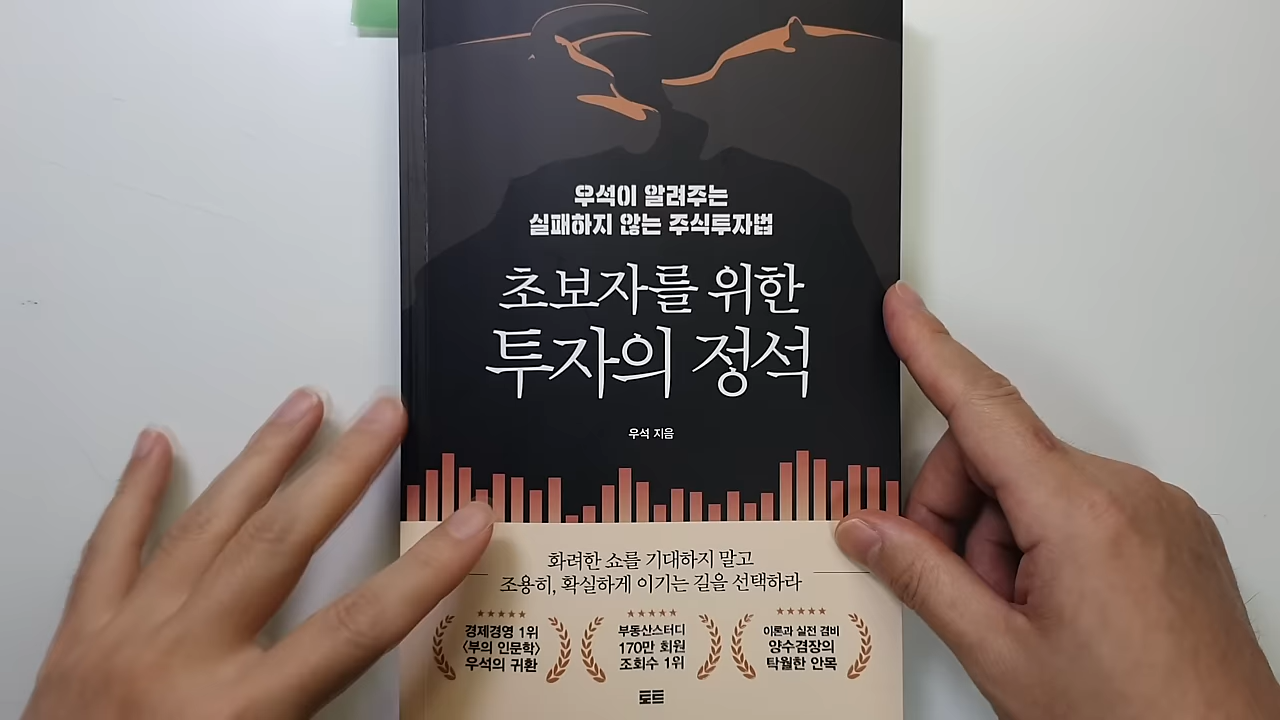 우석이 알려주는
실패하지 않는 주식투자법
초보자를 위한
투자의 정석
우석 지음
화려한 쇼를 기대하지 말고
조용히, 확실하게 이기는 길을 선택하라
경제경영 1위
〈부의 인문학〉
우석의 귀환
부동산스터디
170만 회원
조회수 1위
이론과 실전 겸비
양수겸장의
탁월한 안목
토트